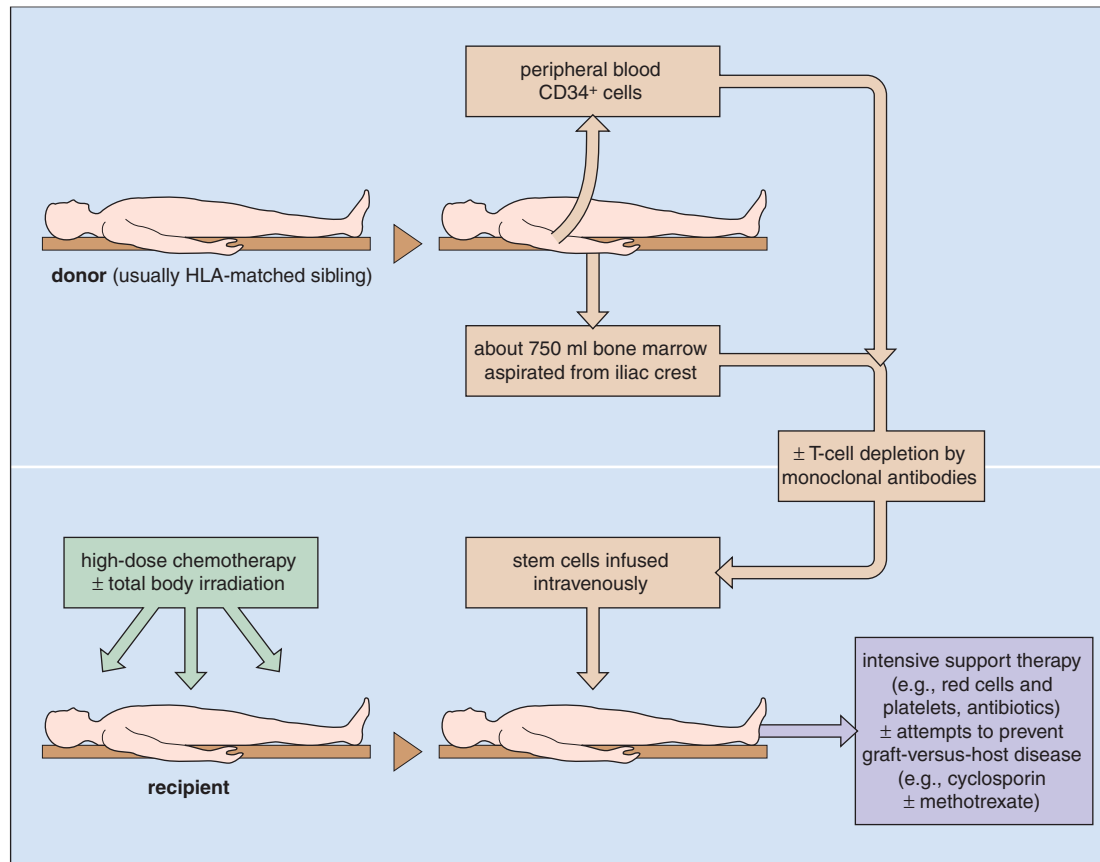 peripheral blood
CD34⁺ cells
donor (usually HLA-matched sibling)
about 750 ml bone marrow
aspirated from iliac crest
± T-cell depletion by
monoclonal antibodies
high-dose chemotherapy
± total body irradiation
stem cells infused
intravenously
recipient
intensive support therapy
(e.g., red cells and
platelets, antibiotics)
± attempts to prevent
graft-versus-host disease
(e.g., cyclosporin
± methotrexate)